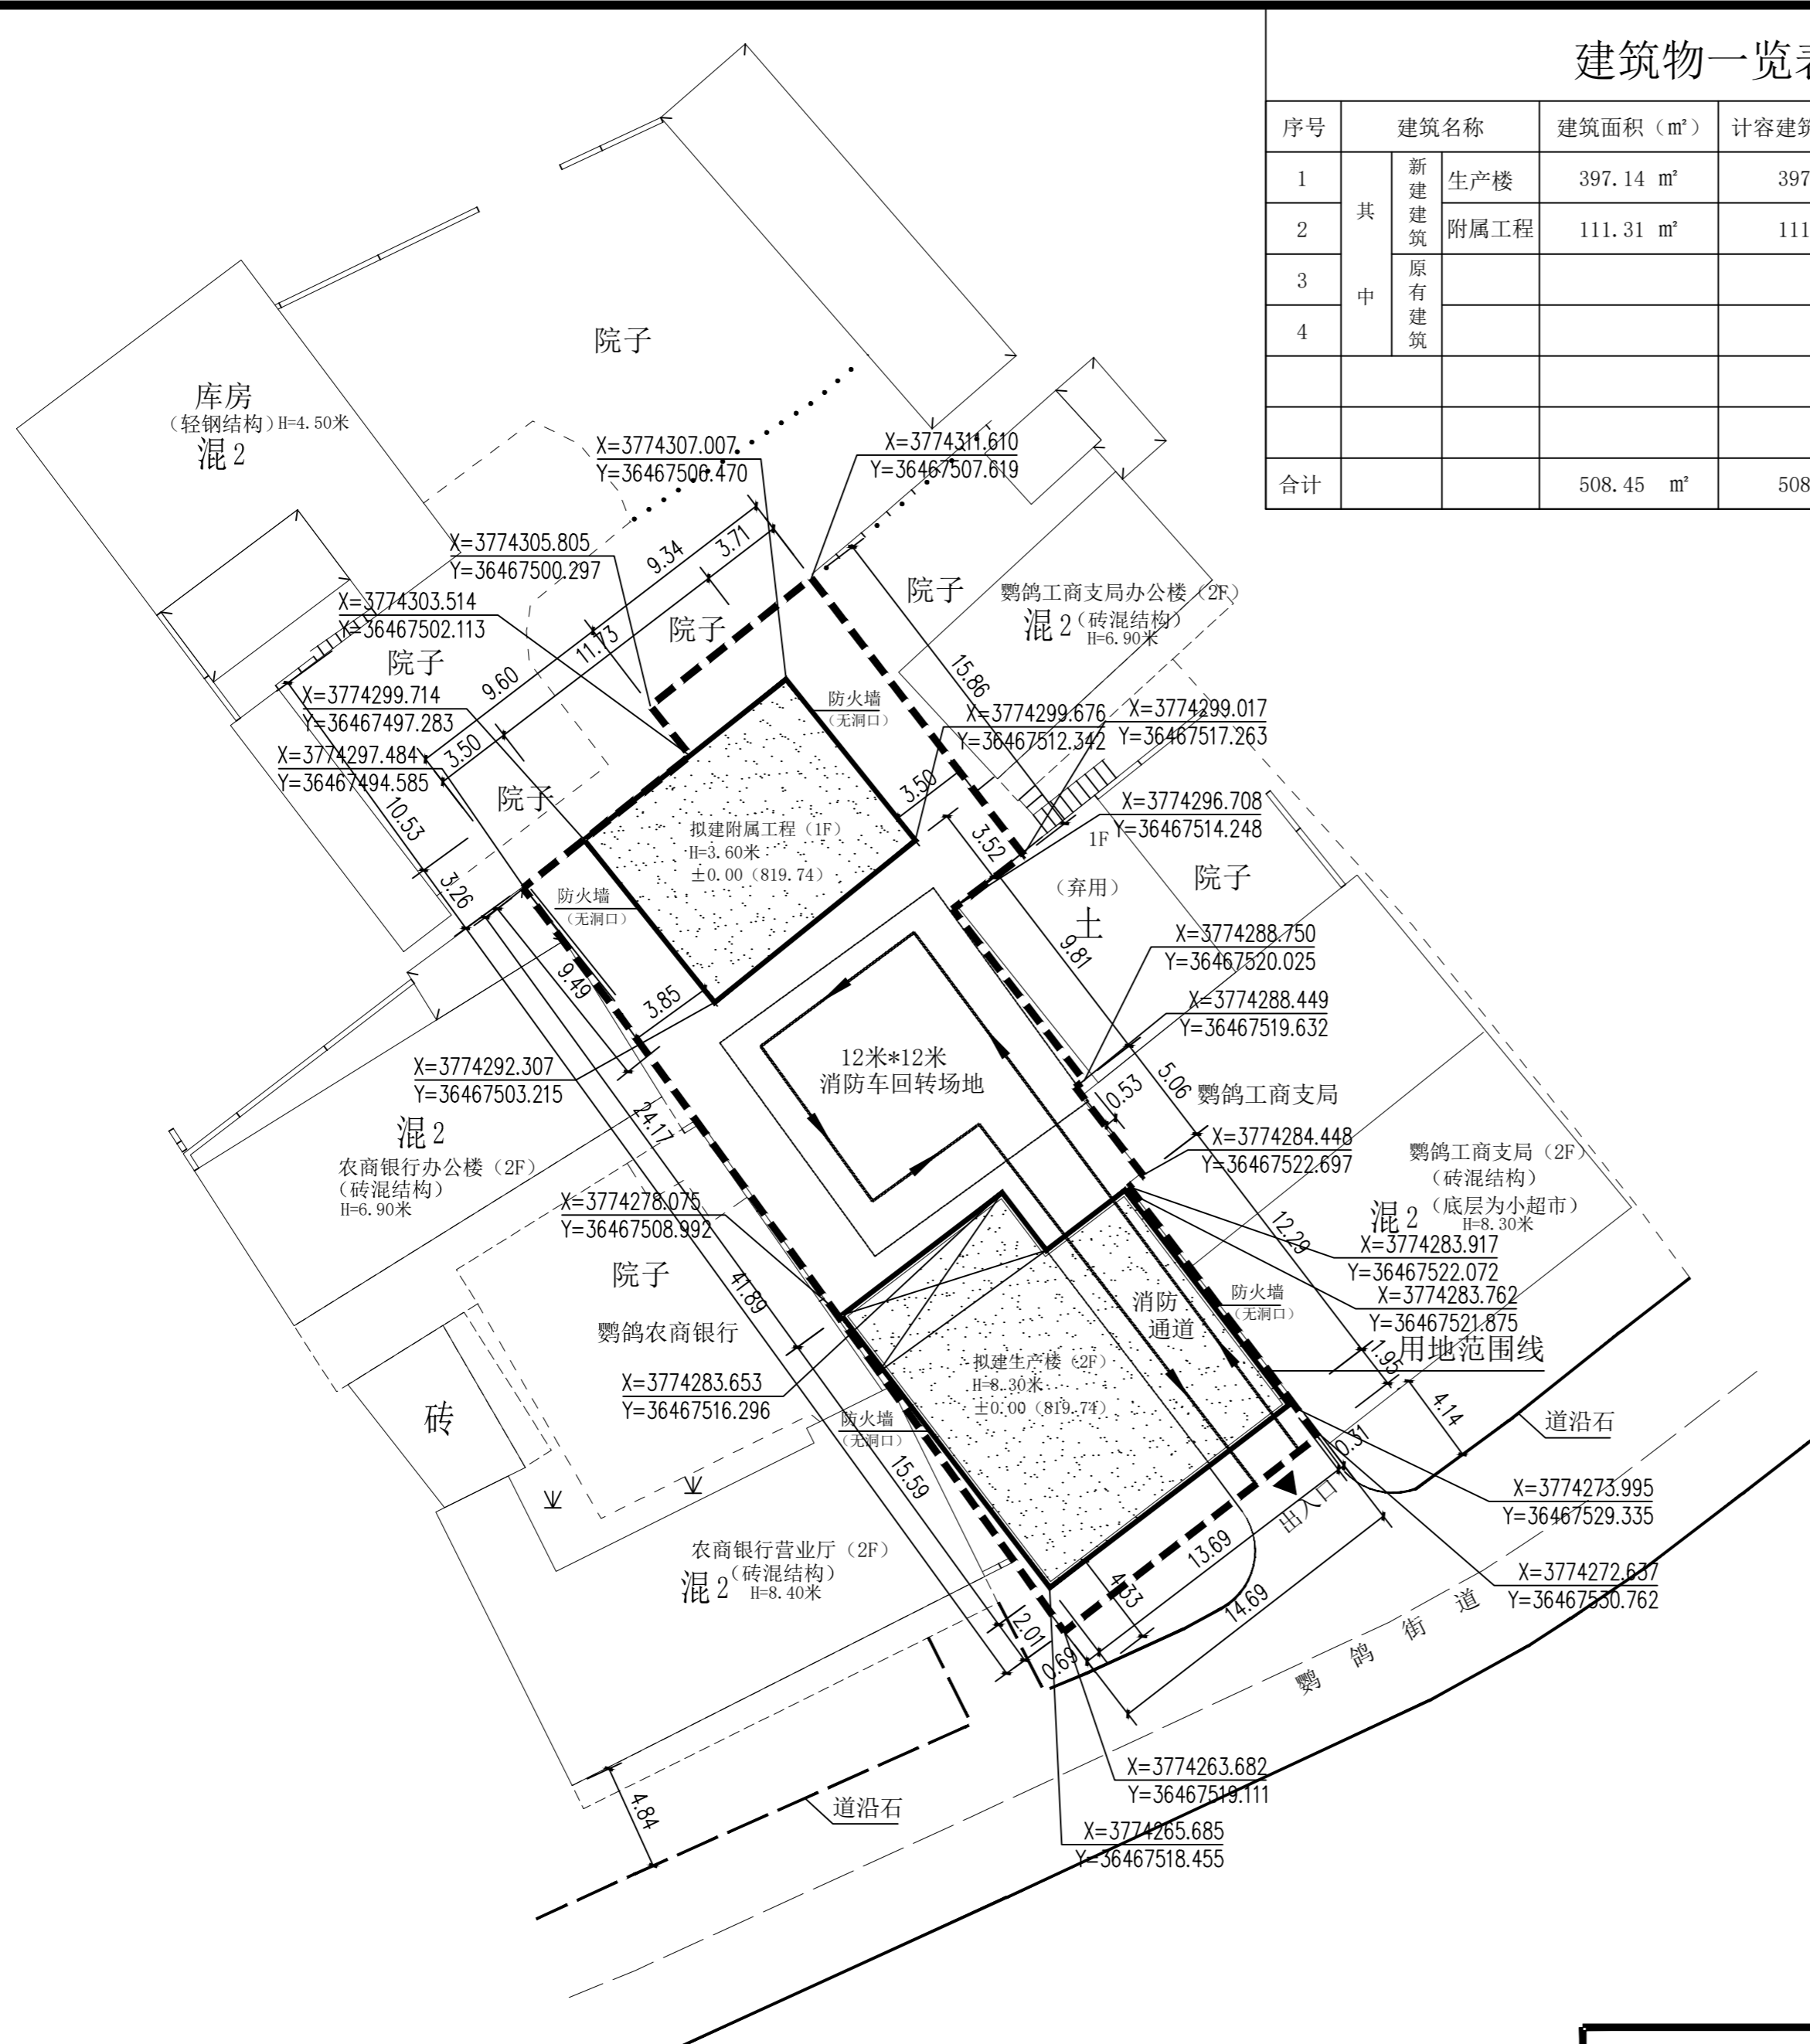 建筑物一览表
序号 建筑名称 建筑面积（㎡） 计容建筑
1 其中 新建建筑 生产楼 397.14 ㎡ 397
2 附属工程 111.31 ㎡ 111
3 原有建筑
4
合计 508.45 ㎡ 508
院子
库房
（轻钢结构）H=4.50米
混2
X=3774307.007
Y=36467506.470
X=3774311.610
Y=36467507.619
X=3774305.805
Y=36467500.297
9.34
3.71
X=3774303.514
X=36467502.113
11.73
9.60
3.50
院子
院子
院子
鹦鸽工商支局办公楼（2F）
混2（砖混结构）
H=6.90米
15.86
X=3774299.714
Y=36467497.283
X=3774297.484
Y=36467494.585
院子
10.53
3.26
防火墙
（无洞口）
X=3774299.676
Y=36467512.342
X=3774299.017
Y=36467517.263
3.50
3.52
X=3774296.708
Y=36467514.248
拟建附属工程（1F）
H=3.60米
±0.00（819.74）
防火墙
（无洞口）
1F
（弃用）
土
院子
9.81
X=3774288.750
Y=36467520.025
X=3774288.449
Y=36467519.632
9.49
3.85
X=3774292.307
Y=36467503.215
12米*12米
消防车回转场地
0.53
5.06
鹦鸽工商支局
X=3774284.448
Y=36467522.697
混2
农商银行办公楼（2F）
（砖混结构）
H=6.90米
24.17
X=3774278.075
Y=36467508.992
鹦鸽工商支局（2F）
（砖混结构）
混2（底层为小超市）
H=8.30米
12.29
X=3774283.917
Y=36467522.072
X=3774283.762
Y=36467521.875
院子
41.89
鹦鸽农商银行
消防
通道
防火墙
（无洞口）
用地范围线
1.95
4.14
X=3774283.653
Y=36467516.296
拟建生产楼（2F）
H=8.30米
±0.00（819.74）
砖
防火墙
（无洞口）
15.59
道沿石
0.31
X=3774273.995
Y=36467529.335
出入口
13.69
4.33
14.69
X=3774272.637
Y=36467530.762
农商银行营业厅（2F）
混2（砖混结构）
H=8.40米
2.01
0.69
鹦鸽街道
X=3774263.682
Y=36467519.111
4.84
道沿石
X=3774265.685
Y=36467518.455